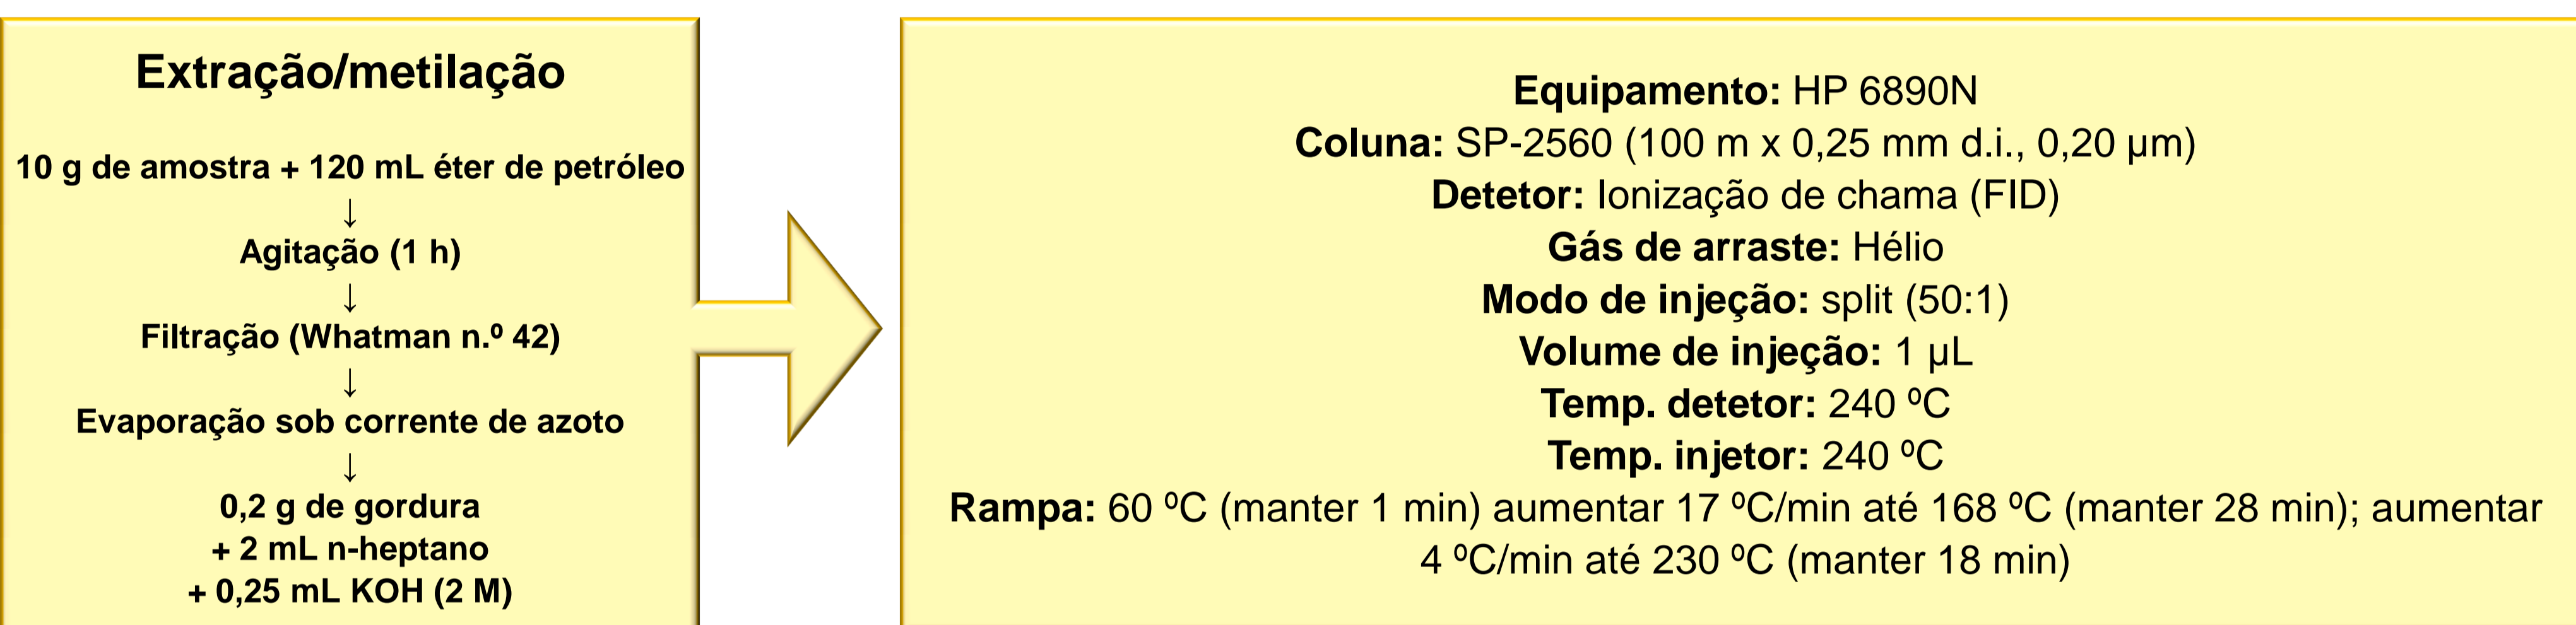 Extração/metilação
10 g de amostra + 120 mL éter de petróleo
↓
Agitação (1 h)
↓
Filtração (Whatman n.º 42)
↓
Evaporação sob corrente de azoto
↓
0,2 g de gordura
+ 2 mL n-heptano
+ 0,25 mL KOH (2 M)
Equipamento: HP 6890N
Coluna: SP-2560 (100 m x 0,25 mm d.i., 0,20 µm)
Detetor: Ionização de chama (FID)
Gás de arraste: Hélio
Modo de injeção: split (50:1)
Volume de injeção: 1 µL
Temp. detetor: 240 ºC
Temp. injetor: 240 ºC
Rampa: 60 ºC (manter 1 min) aumentar 17 ºC/min até 168 ºC (manter 28 min); aumentar
4 ºC/min até 230 ºC (manter 18 min)